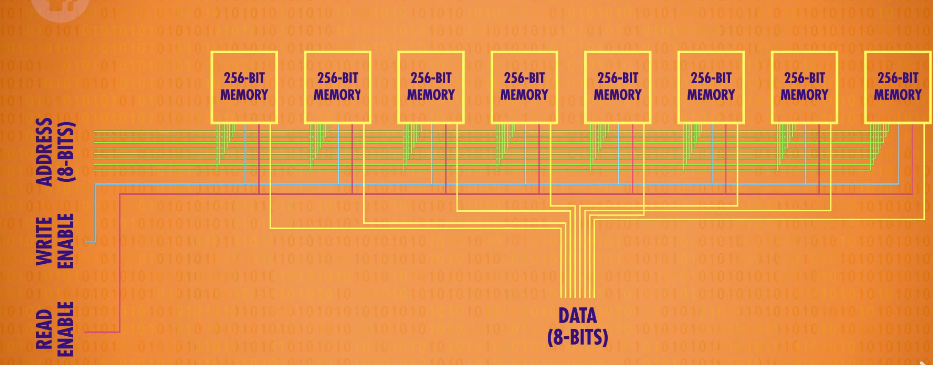 256-BIT
MEMORY
256-BIT
MEMORY
256-BIT
MEMORY
256-BIT
MEMORY
256-BIT
MEMORY
256-BIT
MEMORY
256-BIT
MEMORY
256-BIT
MEMORY
ADDRESS
(8-BITS)
WRITE
ENABLE
READ
ENABLE
DATA
(8-BITS)